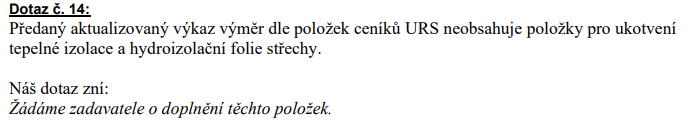 Dotaz č. 14:
Předaný aktualizovaný výkaz výměr dle položek ceníků URS neobsahuje položky pro ukotvení
tepelné izolace a hydroizolační folie střechy.
Náš dotaz zní:
Žádáme zadavatele o doplnění těchto položek.